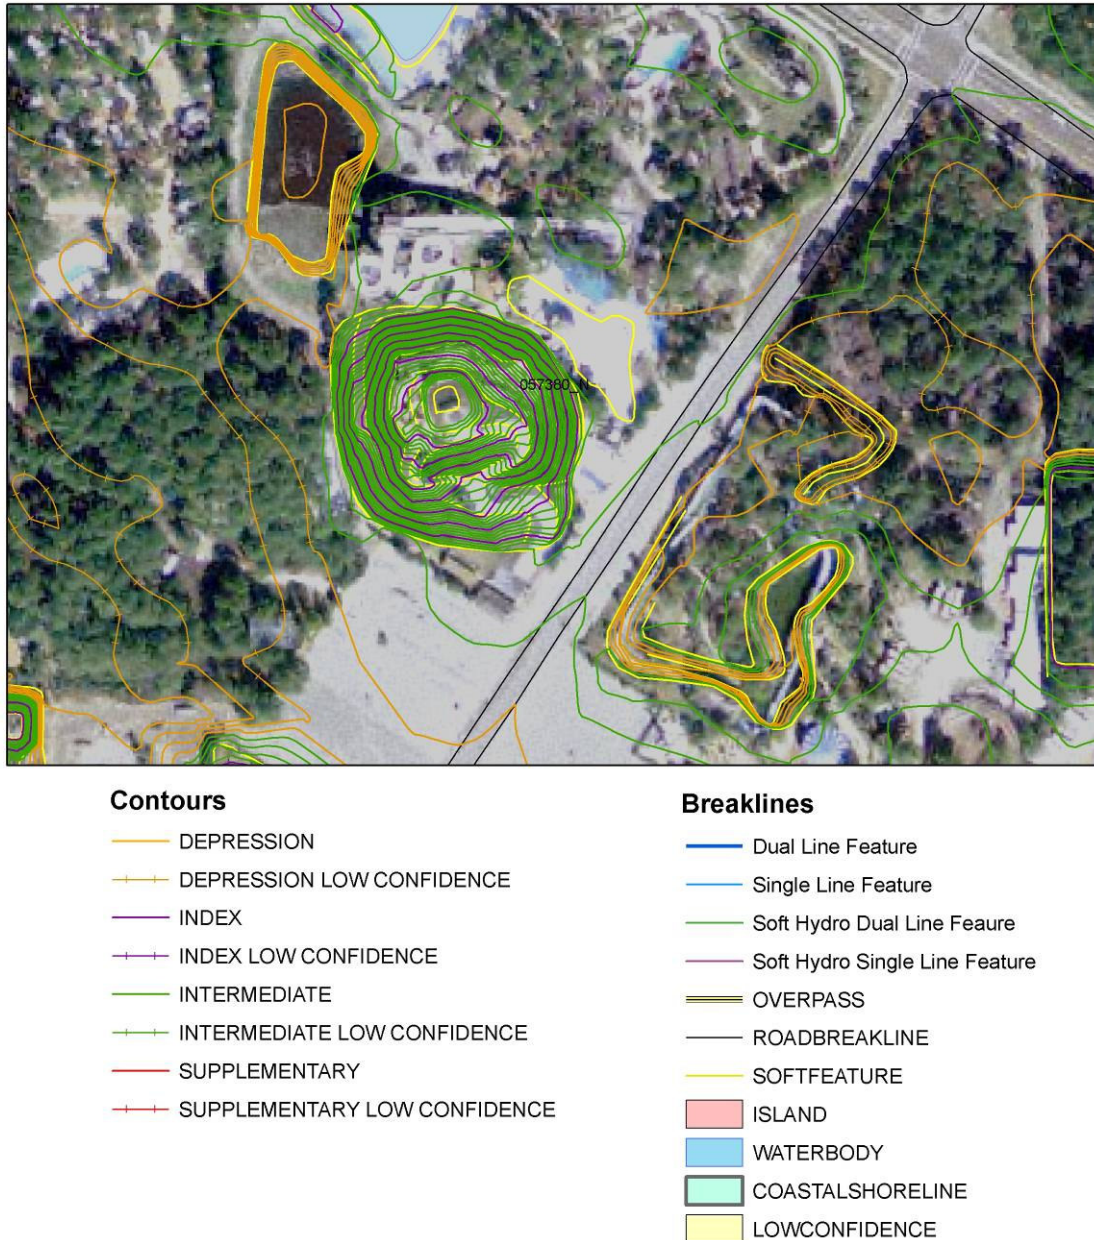 057380_N
Contours
DEPRESSION
DEPRESSION LOW CONFIDENCE
INDEX
INDEX LOW CONFIDENCE
INTERMEDIATE
INTERMEDIATE LOW CONFIDENCE
SUPPLEMENTARY
SUPPLEMENTARY LOW CONFIDENCE
Breaklines
Dual Line Feature
Single Line Feature
Soft Hydro Dual Line Feaure
Soft Hydro Single Line Feature
OVERPASS
ROADBREAKLINE
SOFTFEATURE
ISLAND
WATERBODY
COASTALSHORELINE
LOWCONFIDENCE